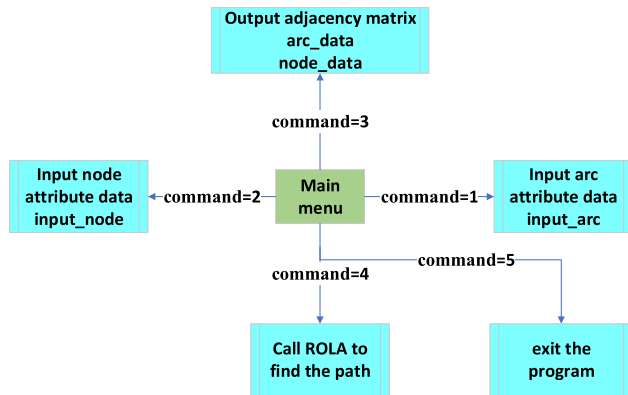 Output adjacency matrix
arc_data
node_data
command=3
Input node
attribute data
input_node
command=2
Main
menu
command=1
Input arc
attribute data
input_arc
command=4
command=5
Call ROLA to
find the path
exit the
program